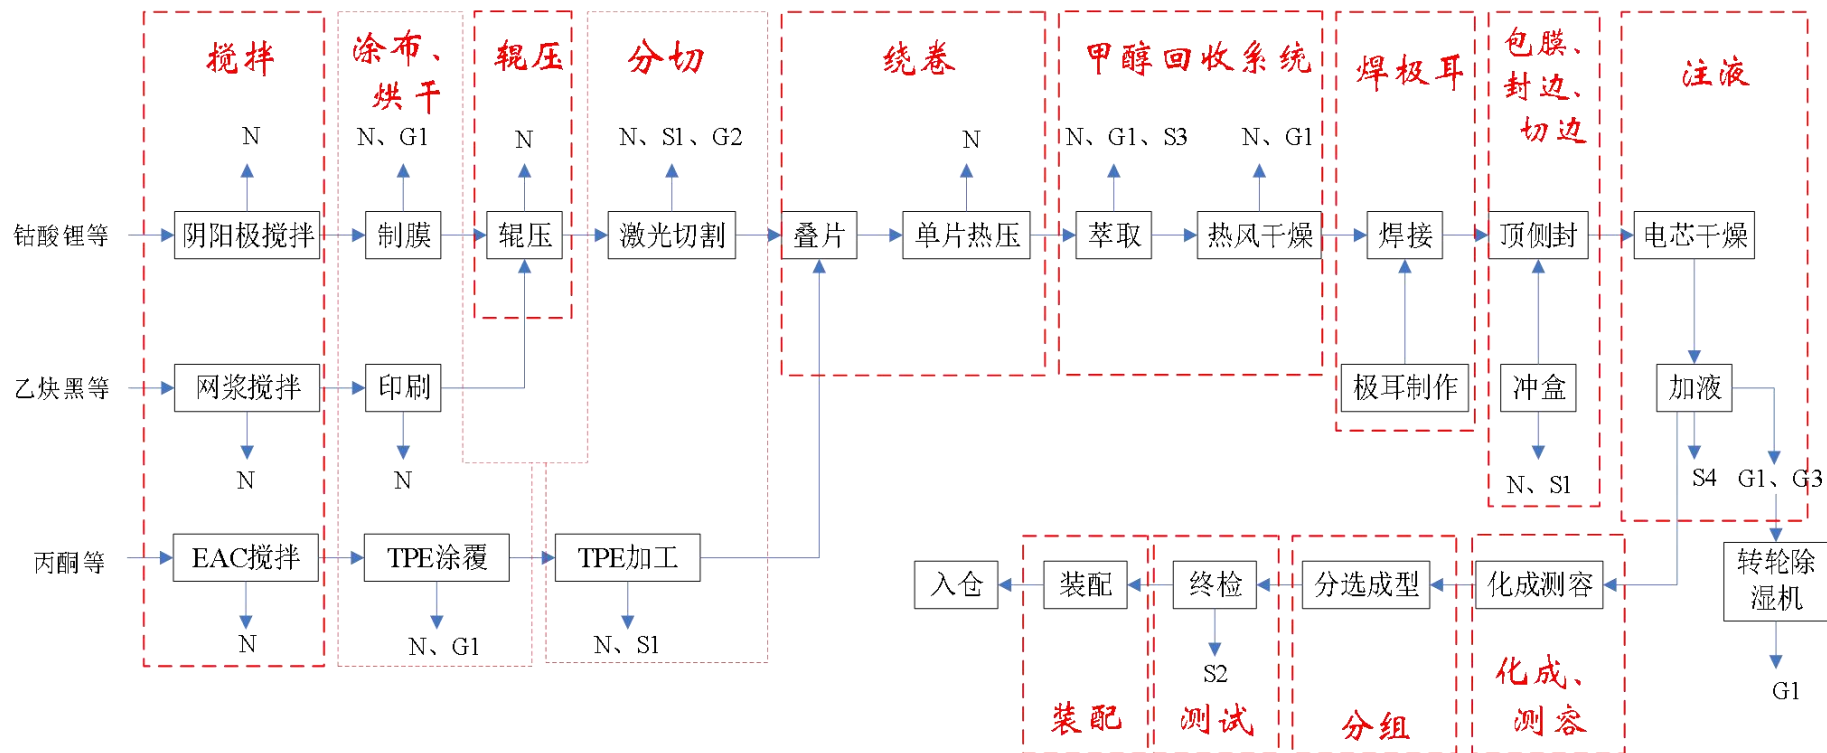 搅拌
涂布、
烘干
辊压
分切
绕卷
甲醇回收系统
焊极耳
包膜、
封边、
切边
注液
N
N、G1
N
N、S1、G2
N
N、G1、S3
N、G1
钴酸锂等
阴阳极搅拌
制膜
辊压
激光切割
叠片
单片热压
萃取
热风干燥
焊接
顶侧封
电芯干燥
乙炔黑等
网浆搅拌
印刷
极耳制作
冲盒
加液
N
N
N、S1
S4
G1、G3
丙酮等
EAC搅拌
TPE涂覆
TPE加工
入仓
装配
终检
分选成型
化成测容
转轮除
湿机
N
N、G1
N、S1
S2
G1
装配
测试
分组
化成、
测容